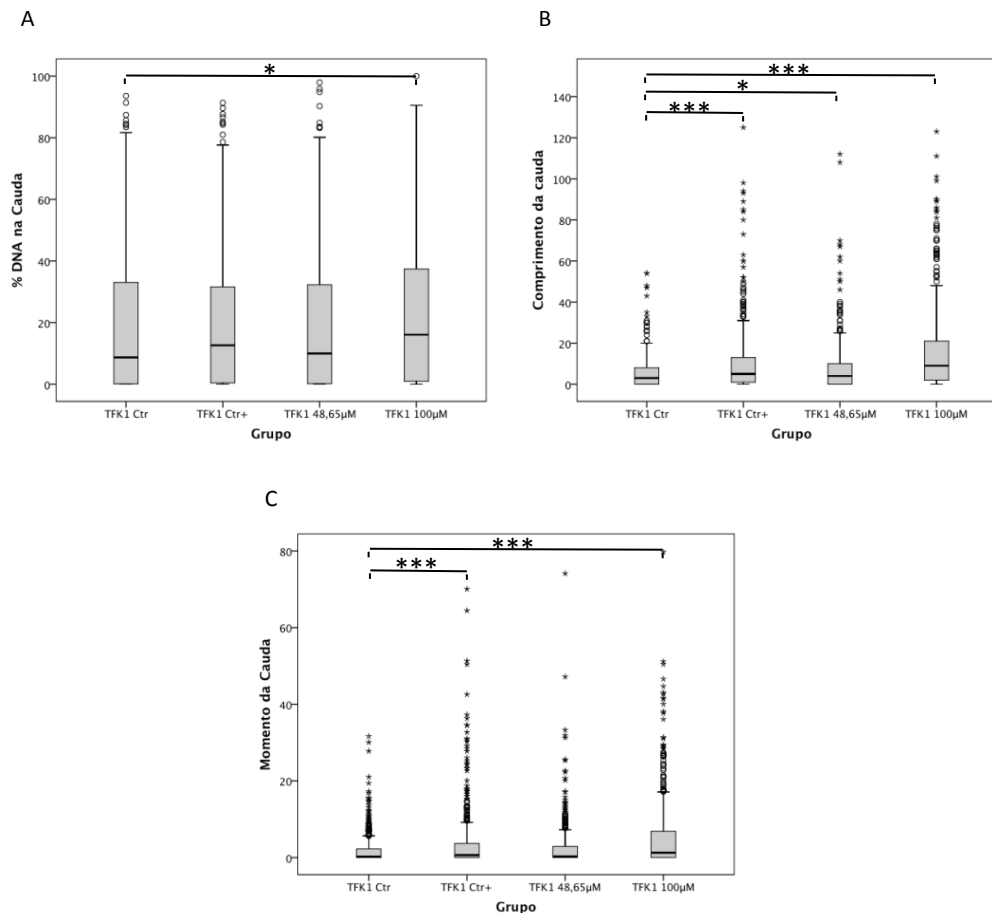 A
B
*
100
80
60
40
20
0
% DNA na Cauda
TFK1 Ctr
TFK1 Ctr+
TFK1 48,65μM
TFK1 100μM
Grupo
***
*
***
140
120
100
80
60
40
20
0
Comprimento da cauda
TFK1 Ctr
TFK1 Ctr+
TFK1 48,65μM
TFK1 100μM
Grupo
C
***
***
80
60
40
20
0
Momento da Cauda
TFK1 Ctr
TFK1 Ctr+
TFK1 48,65μM
TFK1 100μM
Grupo